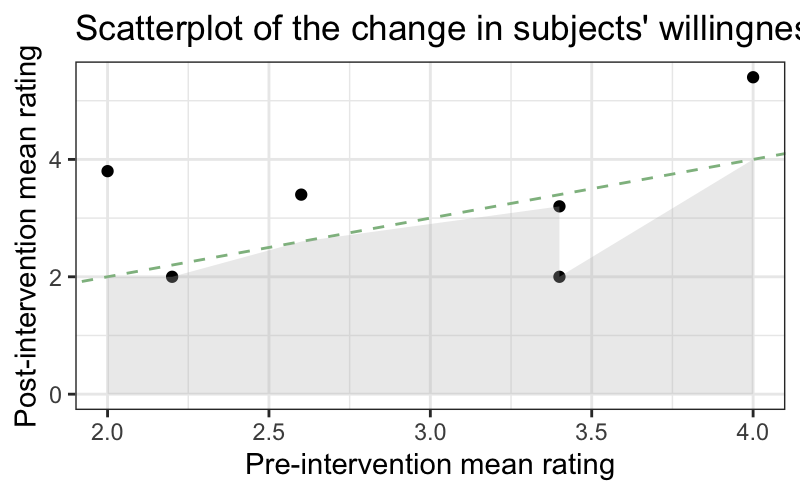 Scatterplot of the change in subjects' willingnes
Post-intervention mean rating
4
2
0
2.0 2.5 3.0 3.5 4.0
Pre-intervention mean rating